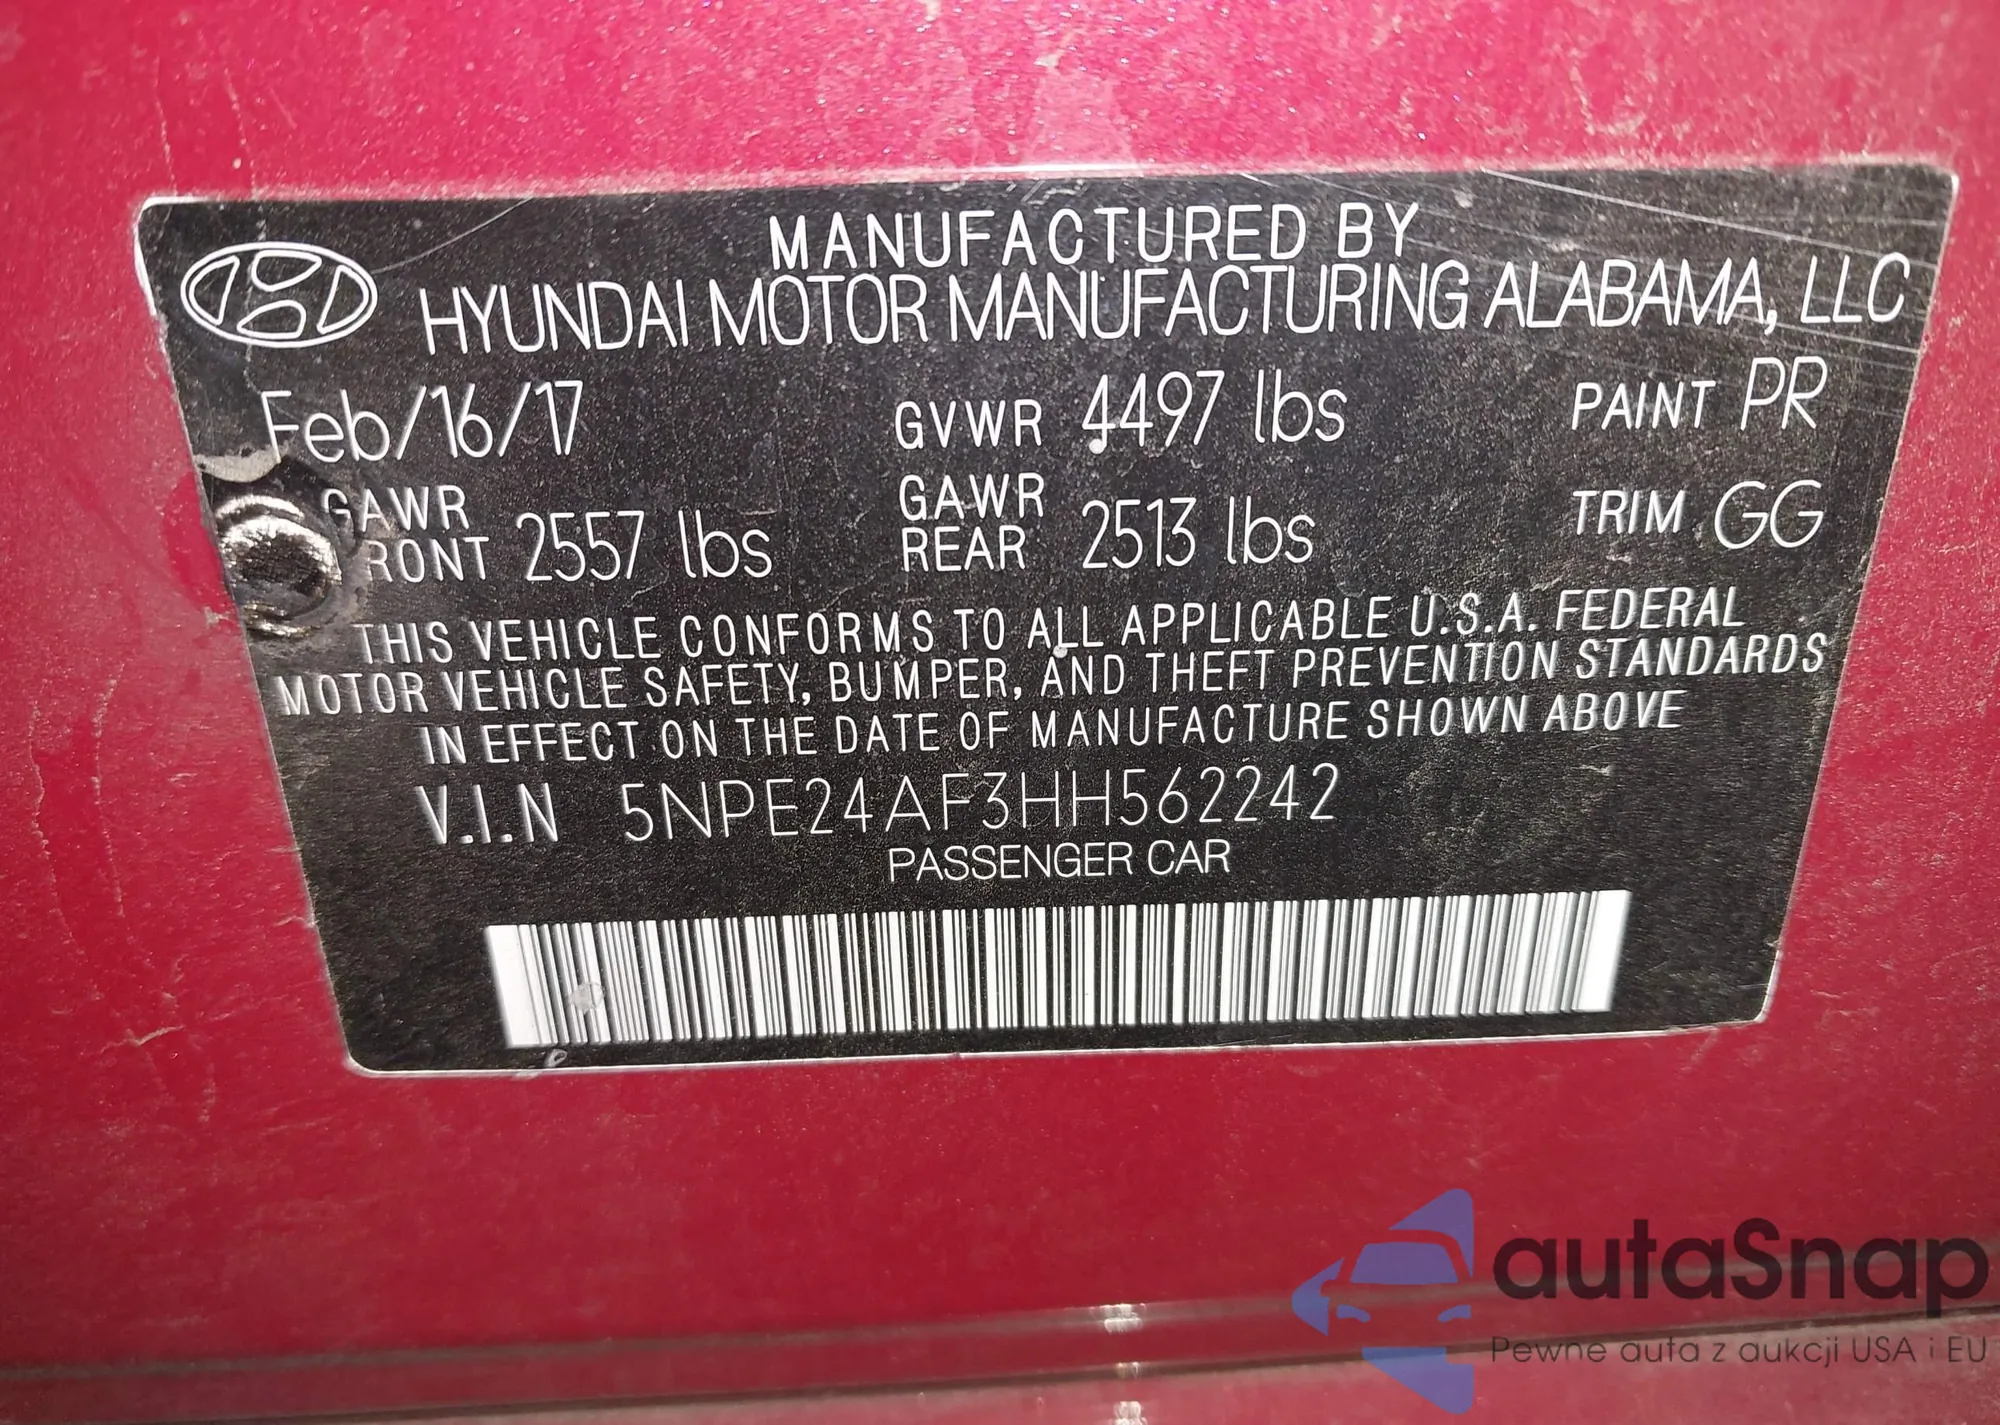 MANUFACTURED BY
HYUNDAI MOTOR MANUFACTURING ALABAMA, LLC
Feb/16/17 GVWR 4497 lbs PAINT PR
GAWR FRONT 2557 lbs GAWR REAR 2513 lbs TRIM GG
THIS VEHICLE CONFORMS TO ALL APPLICABLE U.S.A. FEDERAL
MOTOR VEHICLE SAFETY, BUMPER, AND THEFT PREVENTION STANDARDS
IN EFFECT ON THE DATE OF MANUFACTURE SHOWN ABOVE
V.I.N 5NPE24AF3HH562242
PASSENGER CAR
autaSnap
Pewne auta z aukcji USA i EU